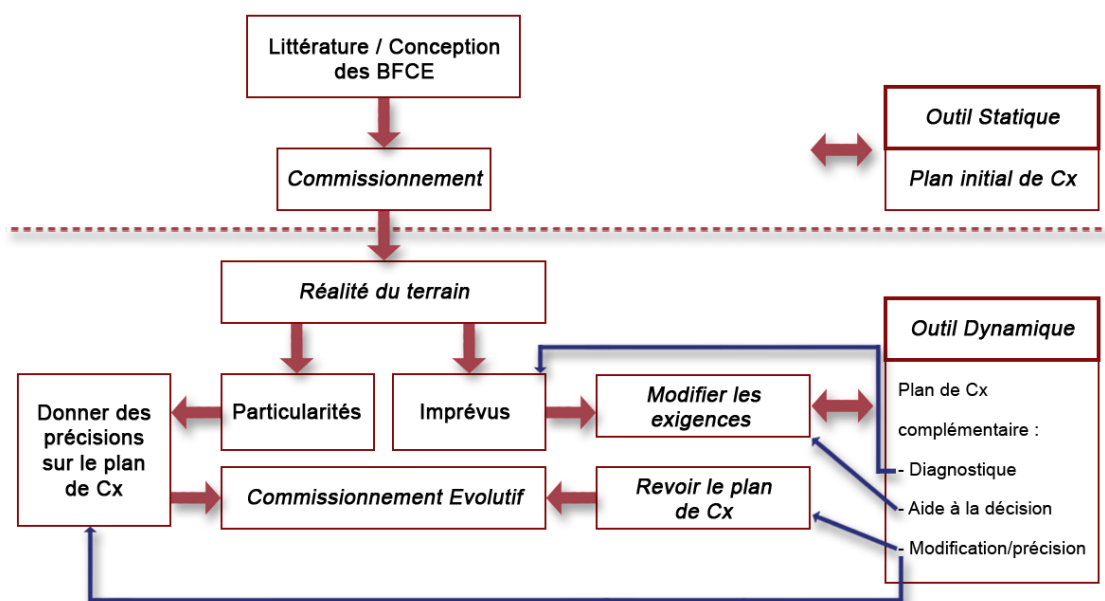 Littérature / Conception
des BFCE
Commissionnement
Outil Statique
Plan initial de Cx
Réalité du terrain
Outil Dynamique
Donner des
précisions
sur le plan
de Cx
Particularités
Imprévus
Modifier les
exigences
Plan de Cx
complémentaire :
- Diagnostique
- Aide à la décision
- Modification/précision
Commissionnement Evolutif
Revoir le plan
de Cx